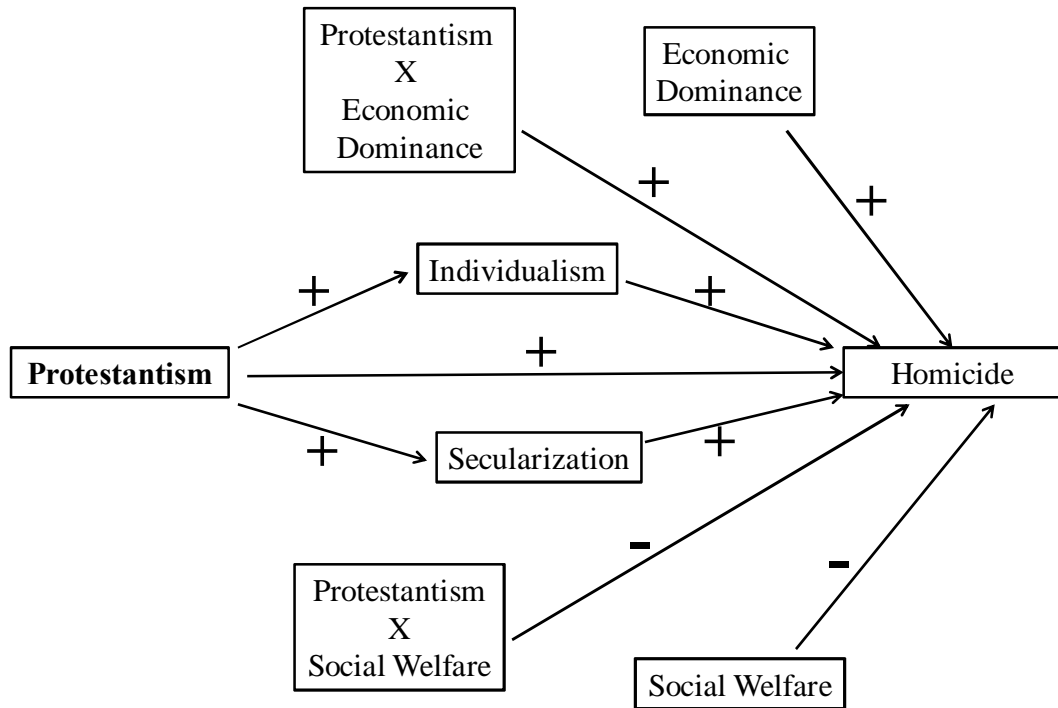 Protestantism
X
Economic
Dominance
Economic
Dominance
+
+
Individualism
+
+
+
Protestantism
Homicide
+
+
Secularization
-
-
Protestantism
X
Social Welfare
Social Welfare